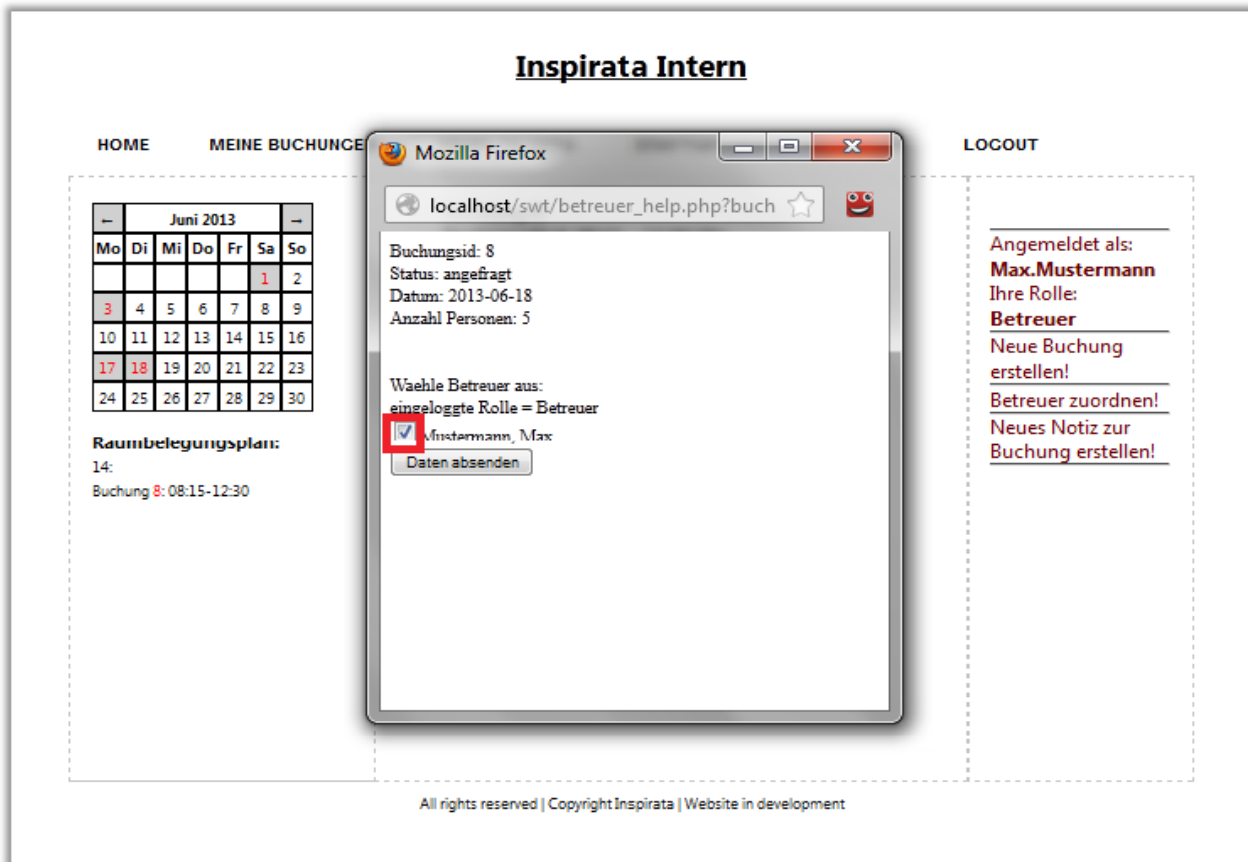 Inspirata Intern
HOME
MEINE BUCHUNGE
LOGOUT
← Juni 2013 →
Mo Di Mi Do Fr Sa So
1 2
3 4 5 6 7 8 9
10 11 12 13 14 15 16
17 18 19 20 21 22 23
24 25 26 27 28 29 30
Raumbelegungsplan:
14:
Buchung 8: 08:15-12:30
Mozilla Firefox
localhost/swt/betreuer_help.php?buch
Buchungsid: 8
Status: angefragt
Datum: 2013-06-18
Anzahl Personen: 5
Waehle Betreuer aus:
eingeloggte Rolle = Betreuer
Mustermann, Max
Daten absenden
Angemeldet als:
Max.Mustermann
Ihre Rolle:
Betreuer
Neue Buchung
erstellen!
Betreuer zuordnen!
Neues Notiz zur
Buchung erstellen!
All rights reserved | Copyright Inspirata | Website in development